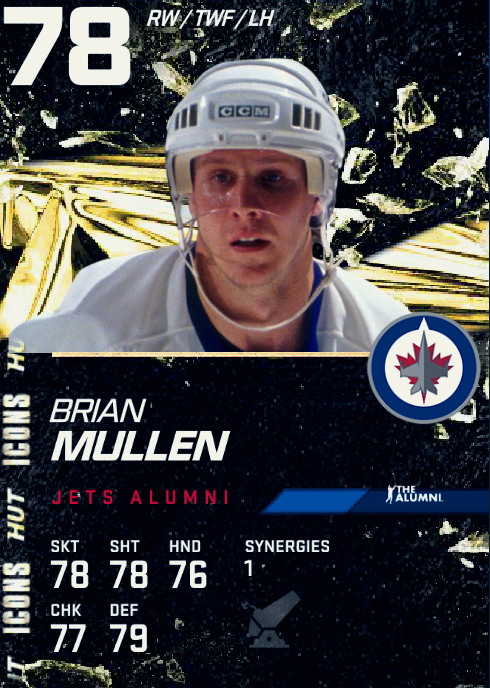 78
RW / TWF / LH
CCM
BRIAN
MULLEN
JETS ALUMNI
THE
ALUMNI
SKT SHT HND SYNERGIES
78 78 76 1
CHK DEF
77 79
HUT
ICONS
HUT
ICONS